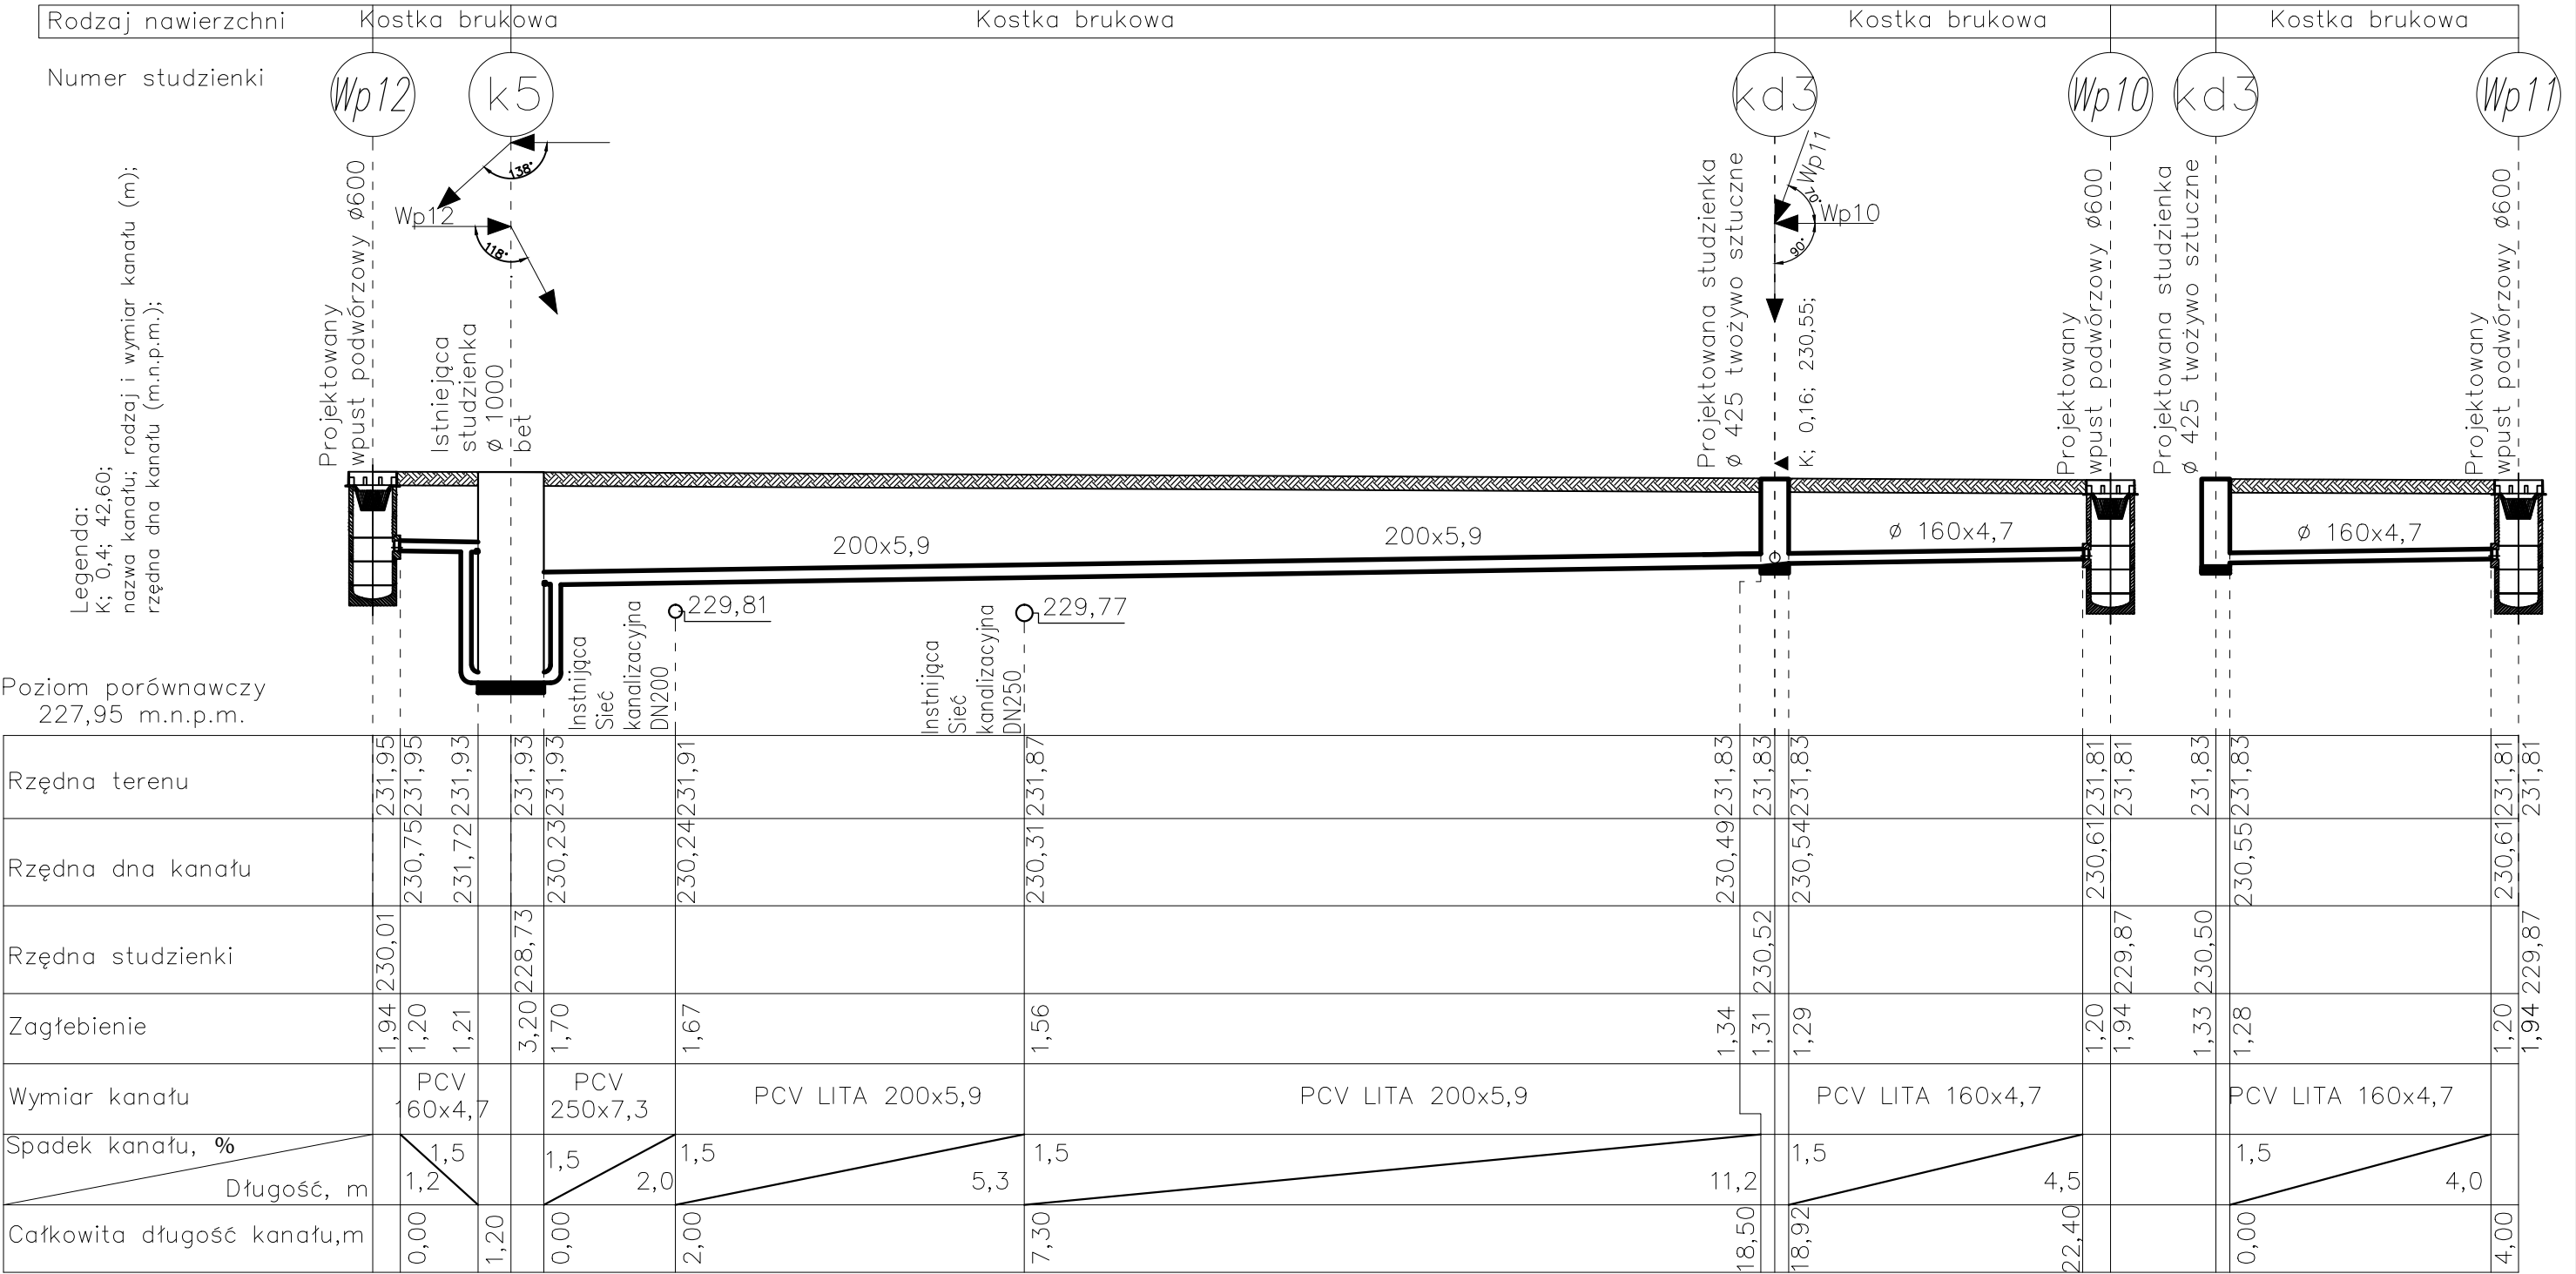 Rodzaj nawierzchni
Kostka brukowa
Kostka brukowa
Kostka brukowa
Kostka brukowa
Numer studzienki
Wp12
k5
kd3
Wp10
kd3
Wp11
138°
Wp12
118°
Wp11
70°
Wp10
90°
Legenda:
K; 0,4; 42,60;
nazwa kanału; rodzaj i wymiar kanału (m);
rzędna dna kanału (m.n.p.m.);
Projektowany
wpust podwórzowy ø600
Istniejąca
studzienka
ø 1000
bet
Projektowana studzienka
ø 425 twożywo sztuczne
K; 0,16; 230,55;
Projektowany
wpust podwórzowy ø600
Projektowana studzienka
ø 425 twożywo sztuczne
Projektowany
wpust podwórzowy ø600
200x5,9
200x5,9
ø 160x4,7
ø 160x4,7
229,81
229,77
Instnijąca
Sieć
kanalizacyjna
DN200
Instnijąca
Sieć
kanalizacyjna
DN250
Poziom porównawczy
227,95 m.n.p.m.
Rzędna terenu
231,95 231,95 231,93 231,93 231,93 231,91 231,87 231,83 231,83 231,83 231,81 231,81 231,83 231,83 231,81 231,81
Rzędna dna kanału
230,75 231,72 230,23 230,24 230,31 230,49 230,54 230,61 230,55 230,61
Rzędna studzienki
230,01 228,73 230,52 229,87 230,50 229,87
Zagłebienie
1,94 1,20 1,21 3,20 1,70 1,67 1,56 1,34 1,31 1,29 1,20 1,94 1,33 1,28 1,20 1,94
Wymiar kanału
PCV
160x4,7
PCV
250x7,3
PCV LITA 200x5,9
PCV LITA 200x5,9
PCV LITA 160x4,7
PCV LITA 160x4,7
Spadek kanału, %
1,5 1,5 1,5 1,5 1,5 1,5
Długość, m
1,2 2,0 5,3 11,2 4,5 4,0
Całkowita długość kanału,m
0,00 1,20 0,00 2,00 7,30 18,50 18,92 22,40 0,00 4,00